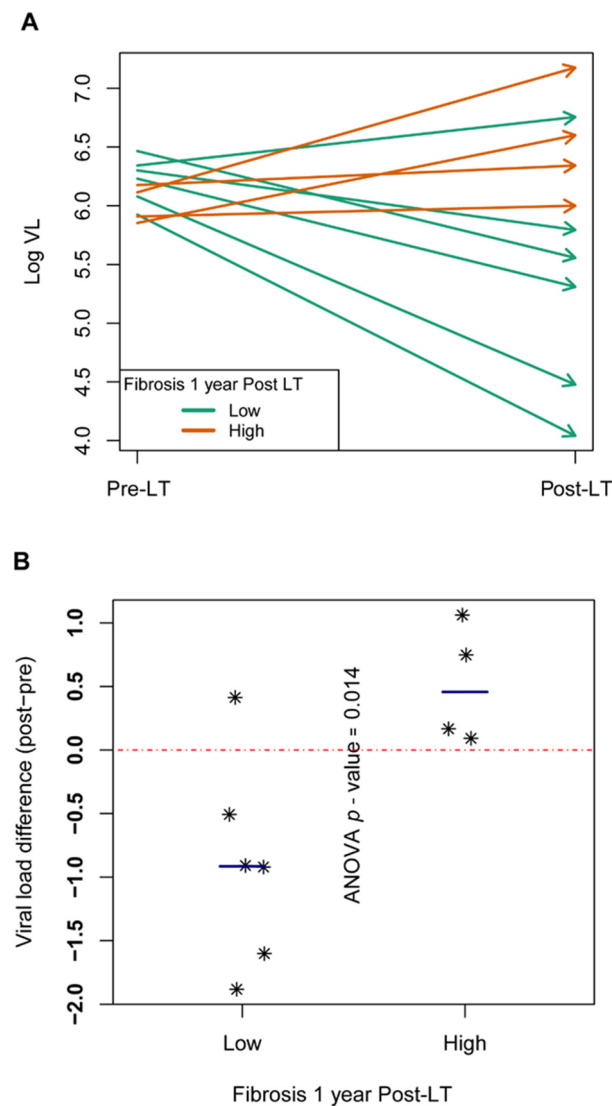 A
Log VL
7.0
6.5
6.0
5.5
5.0
4.5
4.0
Fibrosis 1 year Post LT
Low
High
Pre-LT
Post-LT
B
Viral load difference (post−pre)
1.0
0.5
0.0
−0.5
−1.0
−1.5
−2.0
ANOVA p - value = 0.014
Low
High
Fibrosis 1 year Post-LT